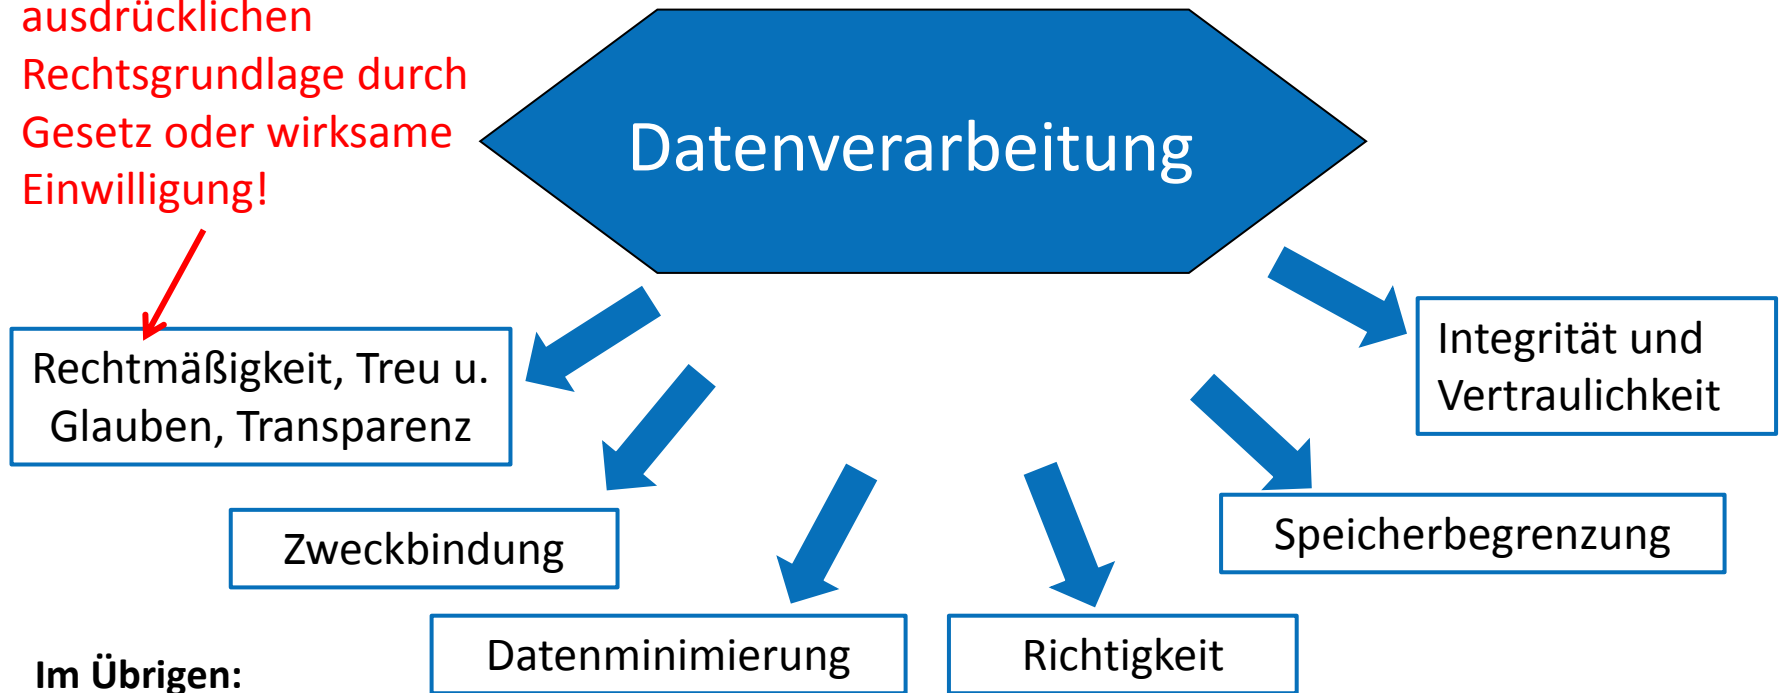 ausdrücklichen
Rechtsgrundlage durch
Gesetz oder wirksame
Einwilligung!
Datenverarbeitung
Rechtmäßigkeit, Treu u.
Glauben, Transparenz
Integrität und
Vertraulichkeit
Zweckbindung
Speicherbegrenzung
Datenminimierung
Richtigkeit
Im Übrigen: